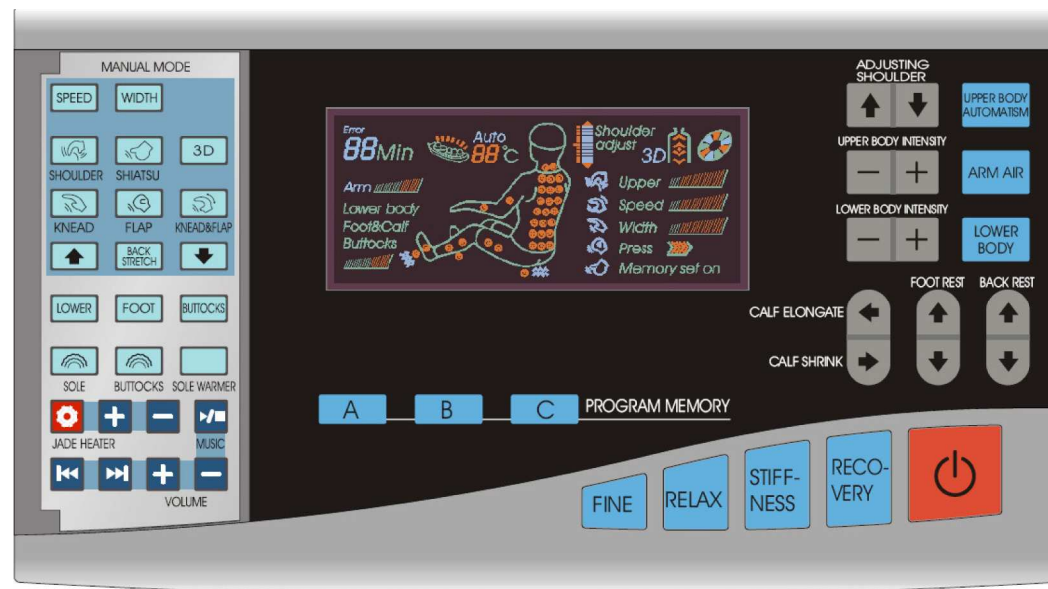 MANUAL MODE
SPEED
WIDTH
3D
SHOULDER
SHIATSU
KNEAD
FLAP
KNEAD&FLAP
BACK
STRETCH
LOWER
FOOT
BUTTOCKS
SOLE
BUTTOCKS
SOLE WARMER
JADE HEATER
MUSIC
VOLUME
Error
88Min
Auto
88°C
Arm
Lower body
Foot&Calf
Buttocks
Shoulder
adjust
3D
Upper
Speed
Width
Press
Memory set on
A
B
C
PROGRAM MEMORY
ADJUSTING
SHOULDER
UPPER BODY
AUTOMATISM
UPPER BODY INTENSITY
ARM AIR
LOWER BODY INTENSITY
LOWER
BODY
FOOT REST
BACK REST
CALF ELONGATE
CALF SHRINK
FINE
RELAX
STIFF-
NESS
RECO-
VERY